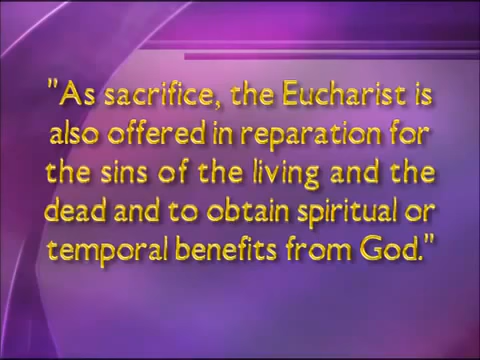 "As sacrifice, the Eucharist is
also offered in reparation for
the sins of the living and the
dead and to obtain spiritual or
temporal benefits from God."